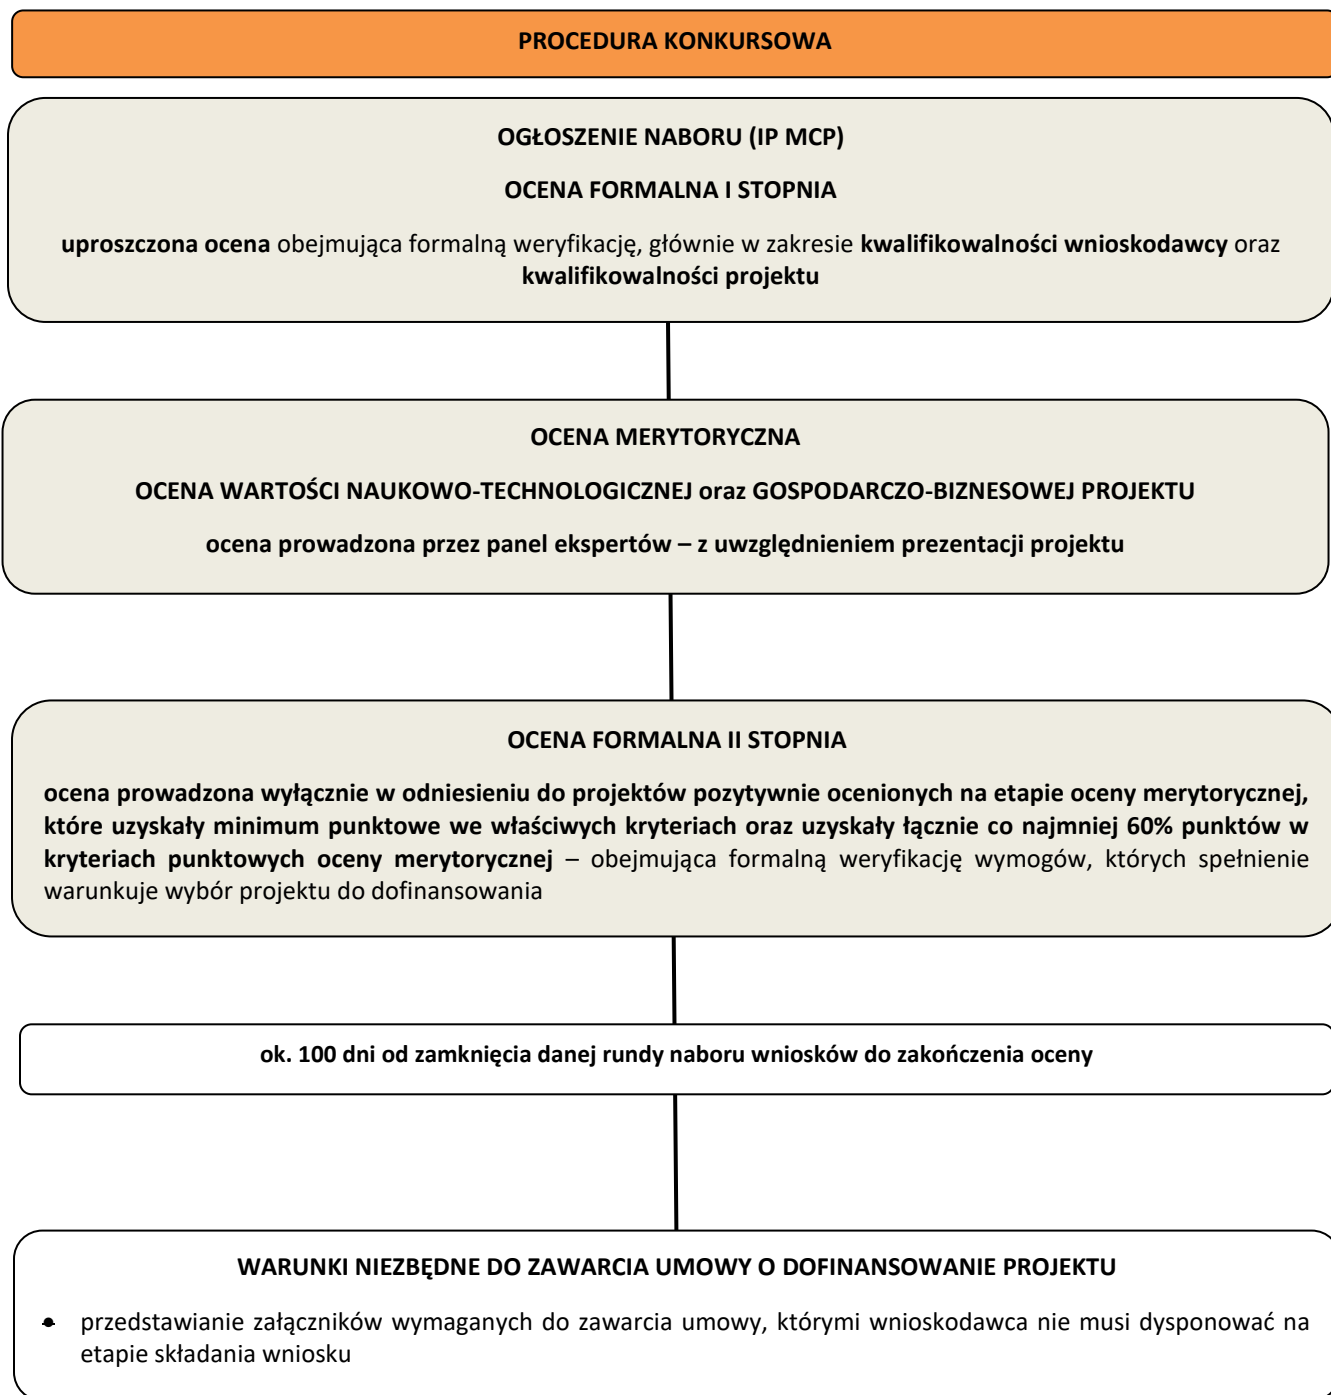 PROCEDURA KONKURSOWA
OGŁOSZENIE NABORU (IP MCP)
OCENA FORMALNA I STOPNIA
uproszczona ocena obejmująca formalną weryfikację, głównie w zakresie kwalifikowalności wnioskodawcy oraz
kwalifikowalności projektu
OCENA MERYTORYCZNA
OCENA WARTOŚCI NAUKOWO-TECHNOLOGICZNEJ oraz GOSPODARCZO-BIZNESOWEJ PROJEKTU
ocena prowadzona przez panel ekspertów – z uwzględnieniem prezentacji projektu
OCENA FORMALNA II STOPNIA
ocena prowadzona wyłącznie w odniesieniu do projektów pozytywnie ocenionych na etapie oceny merytorycznej,
które uzyskały minimum punktowe we właściwych kryteriach oraz uzyskały łącznie co najmniej 60% punktów w
kryteriach punktowych oceny merytorycznej – obejmująca formalną weryfikację wymogów, których spełnienie
warunkuje wybór projektu do dofinansowania
ok. 100 dni od zamknięcia danej rundy naboru wniosków do zakończenia oceny
WARUNKI NIEZBĘDNE DO ZAWARCIA UMOWY O DOFINANSOWANIE PROJEKTU
• przedstawianie załączników wymaganych do zawarcia umowy, którymi wnioskodawca nie musi dysponować na
etapie składania wniosku